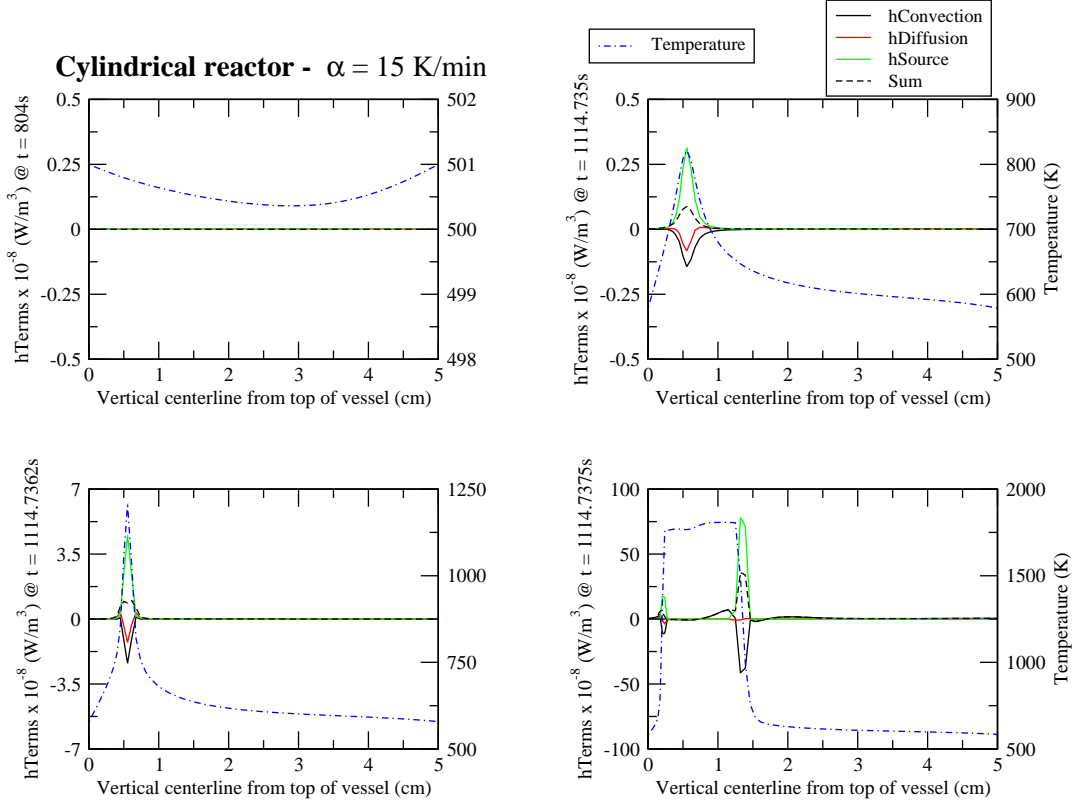 Cylindrical reactor - α = 15 K/min
Temperature
hConvection
hDiffusion
hSource
Sum
hTerms x 10^-8 (W/m^3) @ t = 804s
0.5
0.25
0
-0.25
-0.5
502
501
500
499
498
0 1 2 3 4 5
Vertical centerline from top of vessel (cm)
hTerms x 10^-8 (W/m^3) @ t = 1114.735s
0.5
0.25
0
-0.25
-0.5
900
800
700
600
500
Temperature (K)
0 1 2 3 4 5
Vertical centerline from top of vessel (cm)
hTerms x 10^-8 (W/m^3) @ t = 1114.7362s
7
3.5
0
-3.5
-7
1250
1000
750
500
0 1 2 3 4 5
Vertical centerline from top of vessel (cm)
hTerms x 10^-8 (W/m^3) @ t = 1114.7375s
100
50
0
-50
-100
2000
1500
1000
500
Temperature (K)
0 1 2 3 4 5
Vertical centerline from top of vessel (cm)